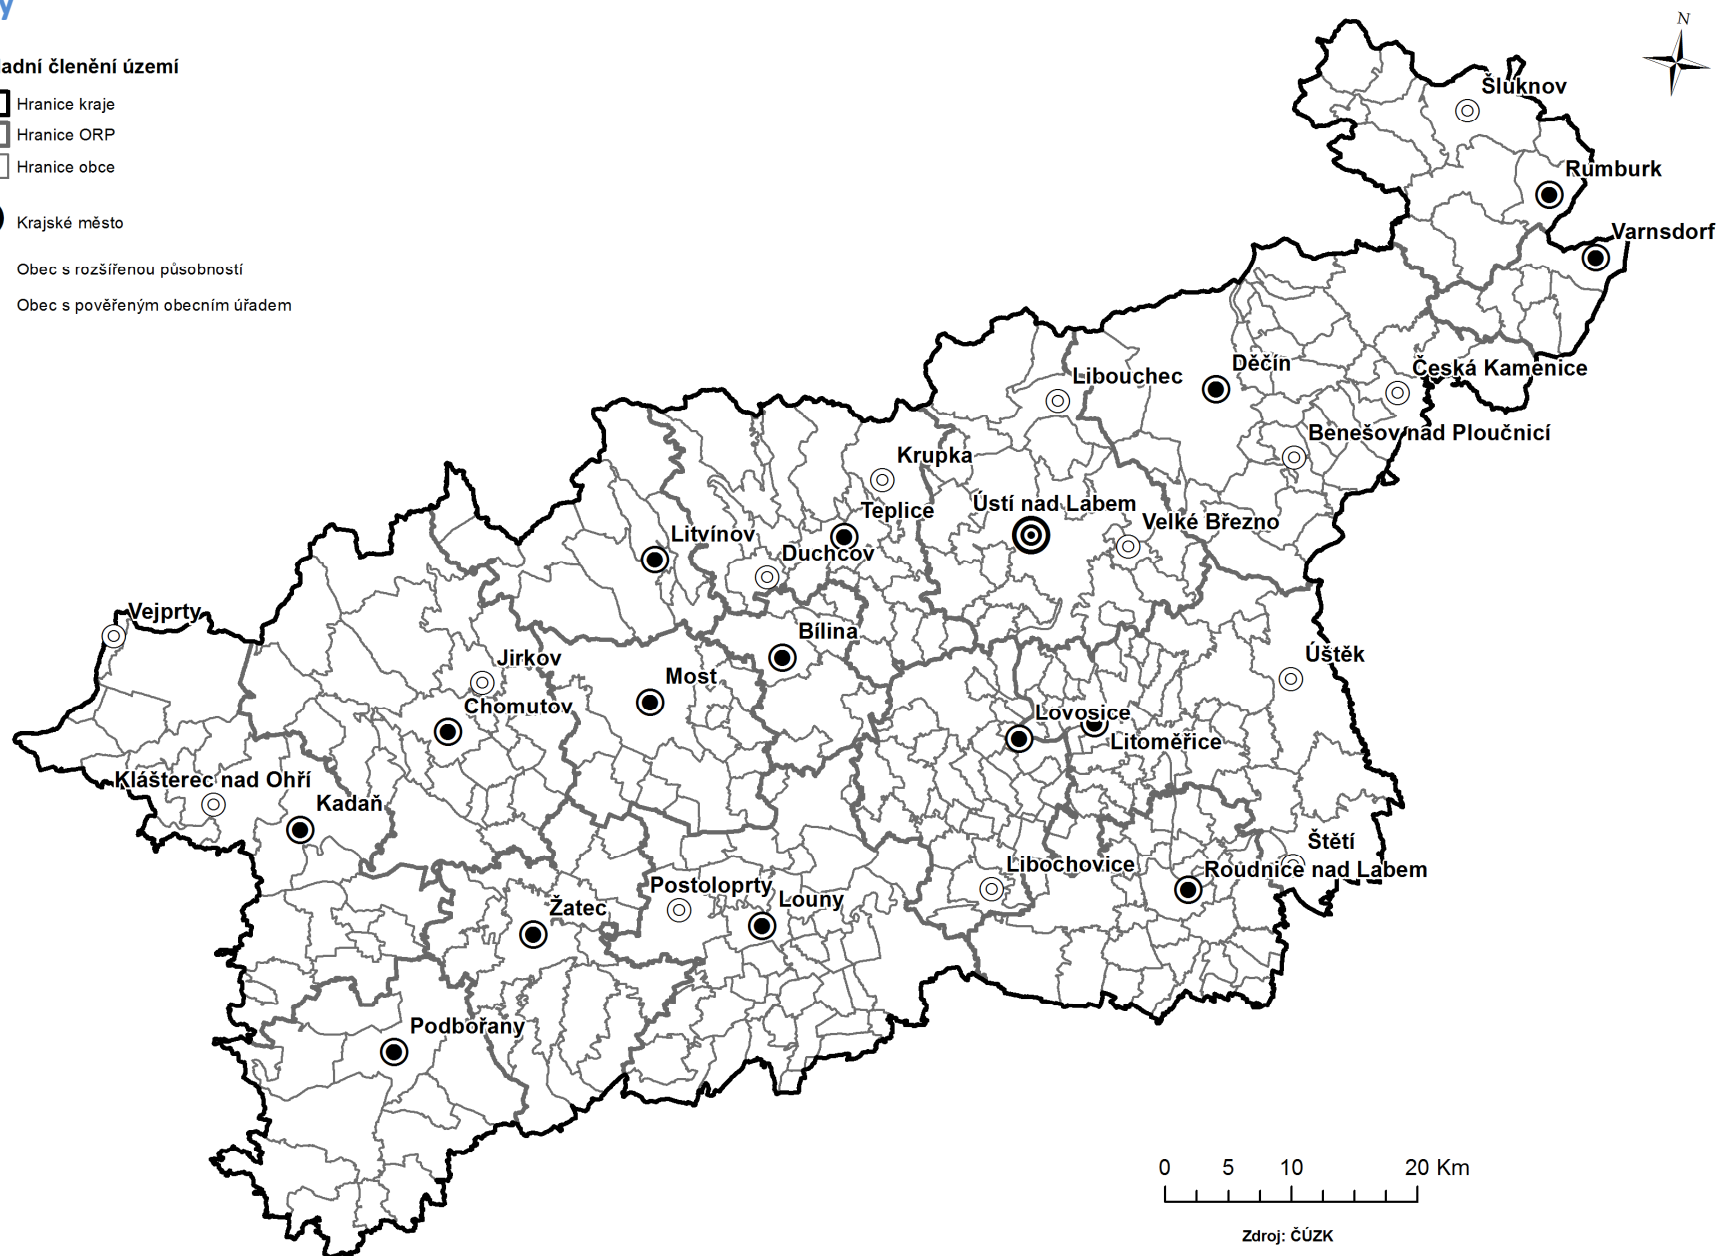 y
adní členění území
Hranice kraje
Hranice ORP
Hranice obce
Krajské město
Obec s rozšířenou působností
Obec s pověřeným obecním úřadem
N
Šluknov
Rumburk
Varnsdorf
Děčín
Česká Kamenice
Libouchec
Benešov nad Ploučnicí
Krupka
Ústí nad Labem
Teplice
Velké Březno
Litvínov
Duchcov
Vejprty
Bílina
Úštěk
Jirkov
Most
Chomutov
Lovosice
Litoměřice
Klášterec nad Ohří
Kadaň
Štětí
Libochovice
Roudnice nad Labem
Postoloprty
Louny
Žatec
Podbořany
0 5 10 20 Km
Zdroj: ČÚZK